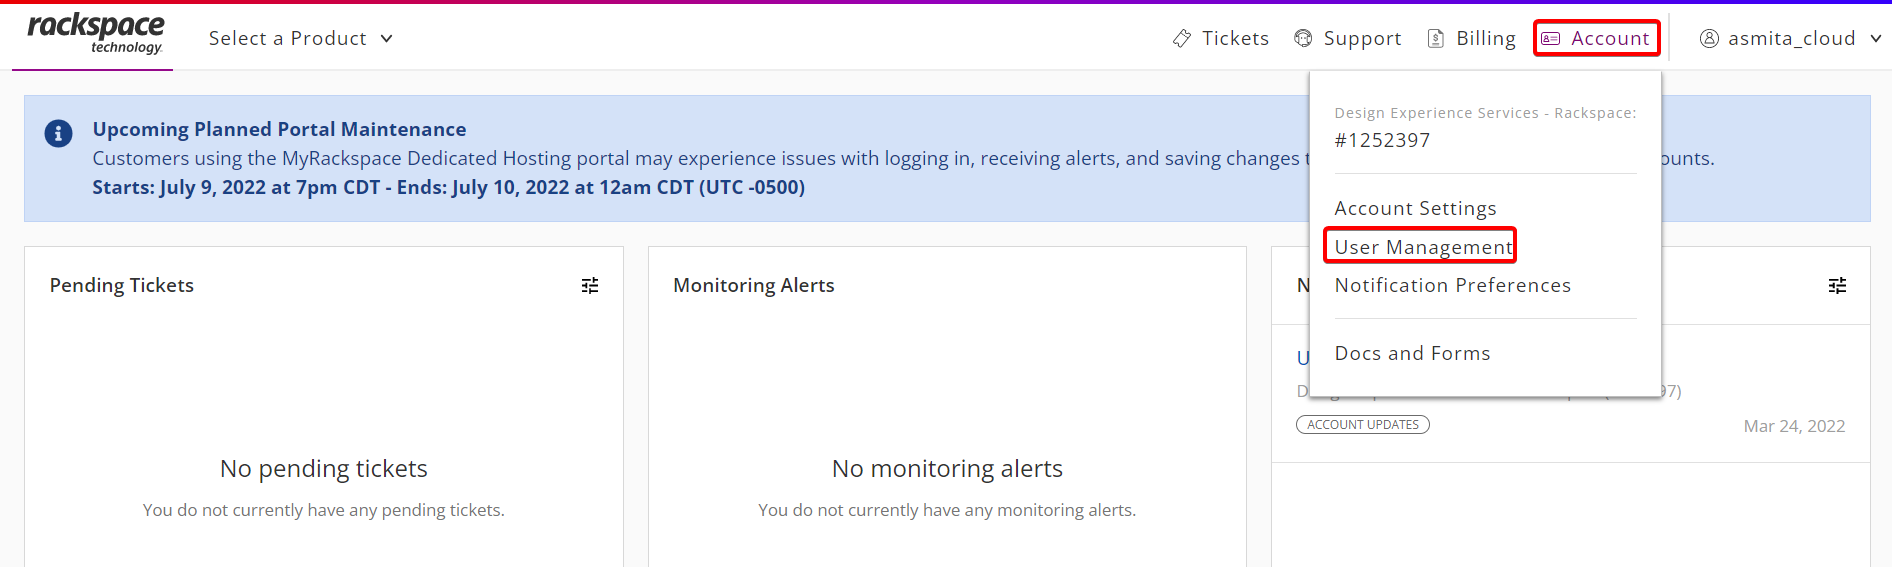 rackspace
technology
Select a Product
Tickets
Support
Billing
Account
asmita_cloud
Design Experience Services - Rackspace:
#1252397
Account Settings
User Management
Notification Preferences
Docs and Forms
Upcoming Planned Portal Maintenance
Customers using the MyRackspace Dedicated Hosting portal may experience issues with logging in, receiving alerts, and saving changes
Starts: July 9, 2022 at 7pm CDT - Ends: July 10, 2022 at 12am CDT (UTC -0500)
Pending Tickets
No pending tickets
You do not currently have any pending tickets.
Monitoring Alerts
No monitoring alerts
You do not currently have any monitoring alerts.
ACCOUNT UPDATES
Mar 24, 2022